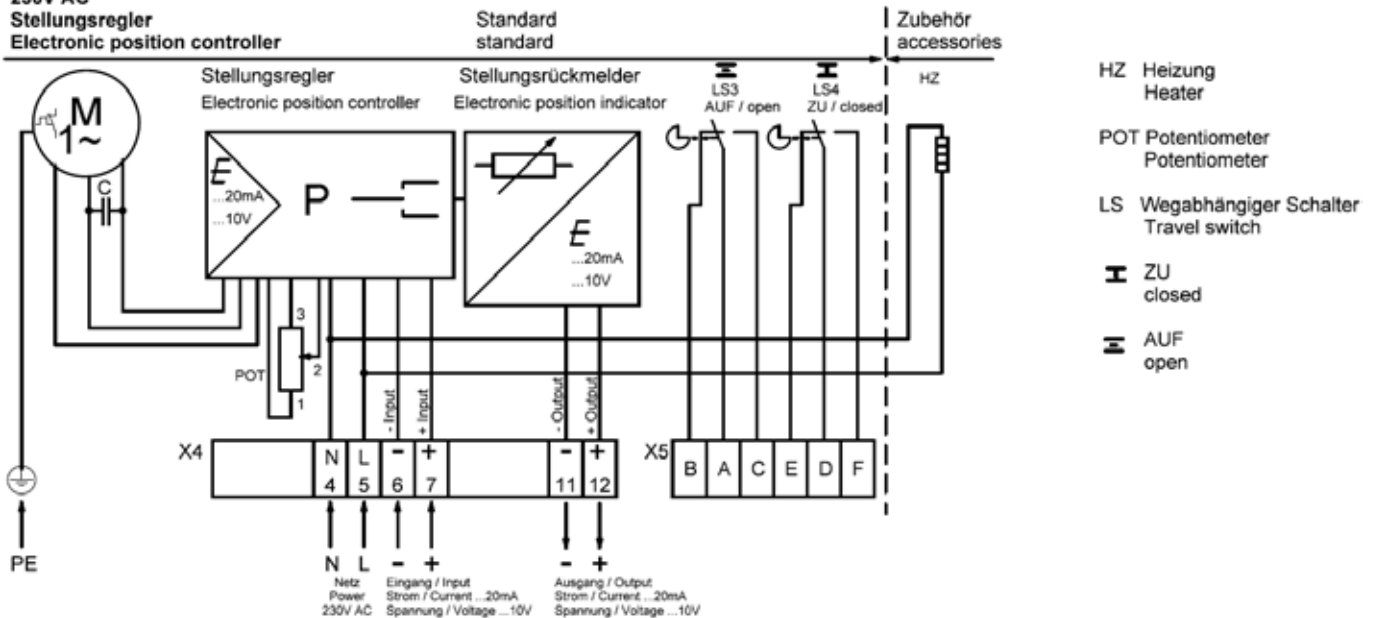 230V AC
Stellungsregler
Electronic position controller
Standard
standard
Zubehör
accessories
M
1~
C
Stellungsregler
Electronic position controller
E
...20mA
...10V
P
Stellungsrückmelder
Electronic position indicator
E
...20mA
...10V
LS3
AUF / open
LS4
ZU / closed
HZ
3
2
1
POT
- Input
+ Input
- Output
+ Output
X4
N L - + - +
4 5 6 7 11 12
X5
B A C E D F
PE
N L - + - +
Netz
Power
230V AC
Eingang / Input
Strom / Current ...20mA
Spannung / Voltage ...10V
Ausgang / Output
Strom / Current ...20mA
Spannung / Voltage ...10V
HZ Heizung
Heater
POT Potentiometer
Potentiometer
LS Wegabhängiger Schalter
Travel switch
ZU
closed
AUF
open